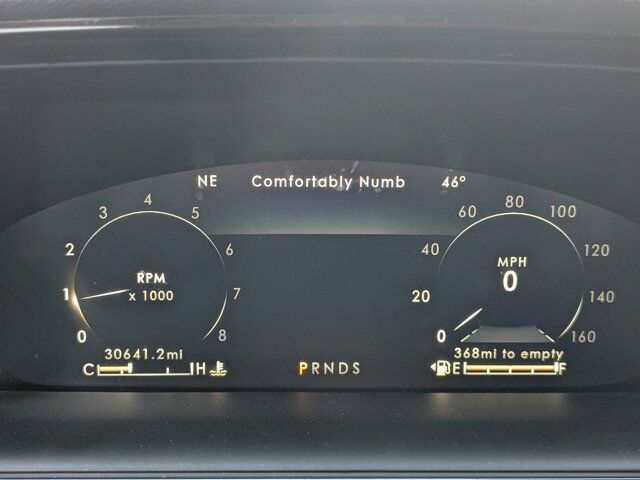 NE Comfortably Numb 46°
0 1 2 3 4 5 6 7 8
RPM
x 1000
0 20 40 60 80 100 120 140 160
MPH
0
30641.2mi
C H
PRNDS
368mi to empty
E F